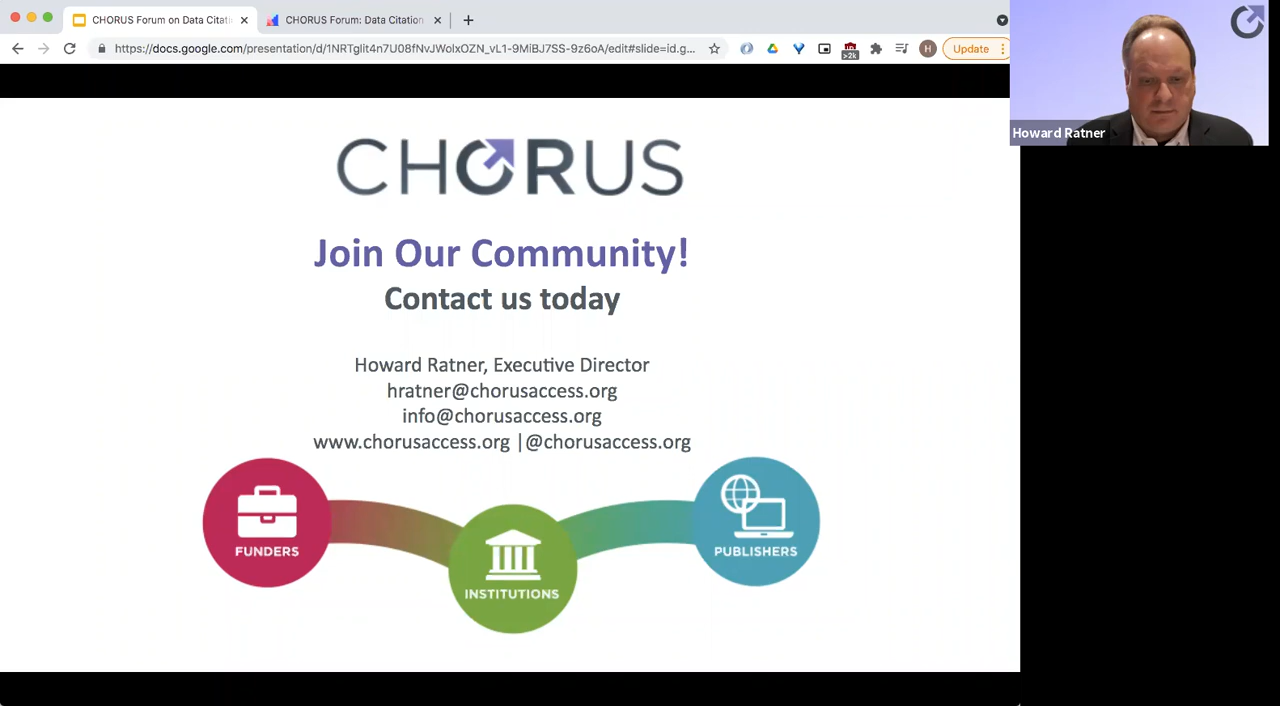 CHORUS Forum on Data Citati
CHORUS Forum: Data Citation
https://docs.google.com/presentation/d/1NRTglit4n7U08fNvJWolxOZN_vL1-9MiBJ7SS-9z6oA/edit#slide=id.g...
>2k
H
Update
Howard Ratner
CHORUS
Join Our Community!
Contact us today
Howard Ratner, Executive Director
hratner@chorusaccess.org
info@chorusaccess.org
www.chorusaccess.org |@chorusaccess.org
FUNDERS
INSTITUTIONS
PUBLISHERS